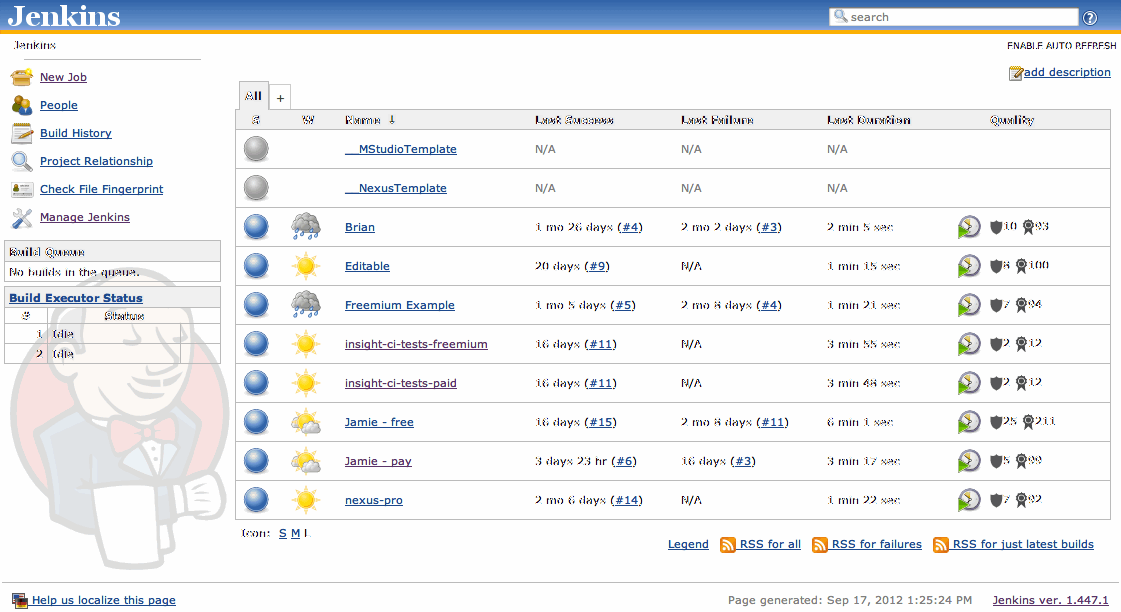 Jenkins
search
Jenkins
ENABLE AUTO REFRESH
add description
New Job
People
Build History
Project Relationship
Check File Fingerprint
Manage Jenkins
Build Queue
No builds in the queue.
Build Executor Status
# Status
1 Idle
2 Idle
All +
S W Name ↓ Last Success Last Failure Last Duration Quality
__MStudioTemplate N/A N/A N/A
__NexusTemplate N/A N/A N/A
Brian 1 mo 26 days (#4) 2 mo 2 days (#3) 2 min 5 sec 10 93
Editable 20 days (#9) N/A 1 min 15 sec 8 100
Freemium Example 1 mo 5 days (#5) 2 mo 8 days (#4) 1 min 21 sec 7 94
insight-ci-tests-freemium 16 days (#11) N/A 3 min 55 sec 2 12
insight-ci-tests-paid 16 days (#11) N/A 3 min 48 sec 2 12
Jamie - free 16 days (#15) 2 mo 8 days (#11) 6 min 1 sec 25 211
Jamie - pay 3 days 23 hr (#6) 16 days (#3) 3 min 17 sec 5 99
nexus-pro 2 mo 6 days (#14) N/A 1 min 22 sec 7 92
Icon: S M L
Legend RSS for all RSS for failures RSS for just latest builds
Help us localize this page
Page generated: Sep 17, 2012 1:25:24 PM Jenkins ver. 1.447.1